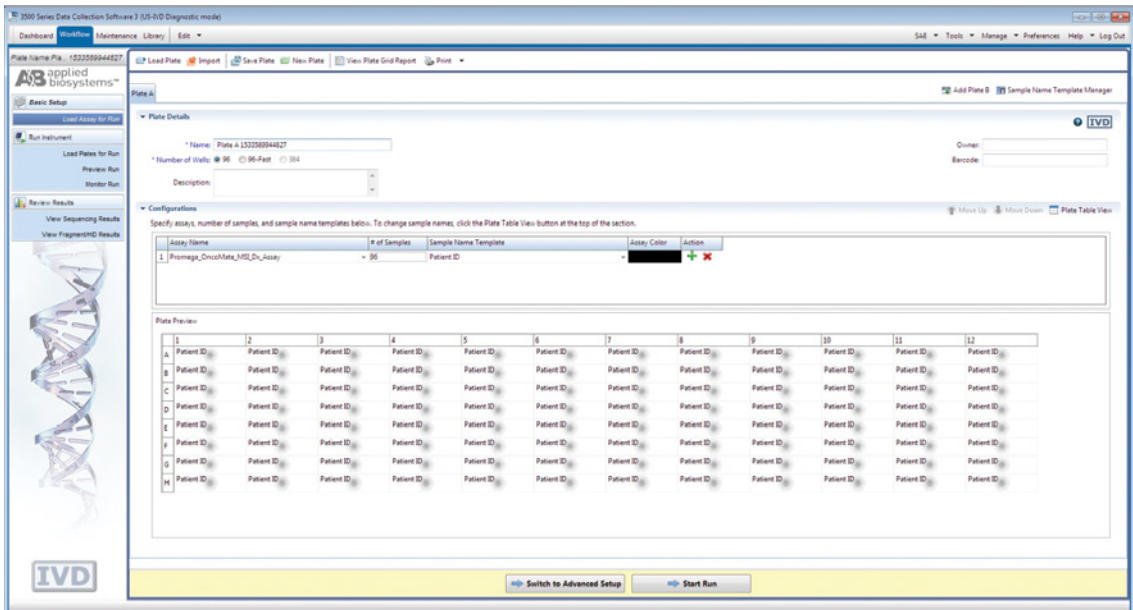 3500 Series Data Collection Software 3 (US-IVD Diagnostic mode)
Dashboard Workflow Maintenance Library Edit SAE Tools Manage Preferences Help Log Out
Plate Name Pla... 1533589944827
Load Plate Import Save Plate New Plate View Plate Grid Report Print
AB applied biosystems™
Plate A
Add Plate B Sample Name Template Manager
Basic Setup
Load Assay for Run
Run Instrument
Load Plates for Run
Preview Run
Monitor Run
Review Results
View Sequencing Results
View Fragment/HID Results
Plate Details
IVD
* Name: Plate A 1533589944827
Owner:
* Number of Wells: 96 96-Fast 384
Barcode:
Description:
Configurations
Move Up Move Down Plate Table View
Specify assays, number of samples, and sample name templates below. To change sample names, click the Plate Table View button at the top of the section.
Assay Name # of Samples Sample Name Template Assay Color Action
1 Promega_OncoMate_MSI_Dx_Assay 96 Patient ID
Plate Preview
1 2 3 4 5 6 7 8 9 10 11 12
A Patient ID Patient ID Patient ID Patient ID Patient ID Patient ID Patient ID Patient ID Patient ID Patient ID Patient ID Patient ID
B Patient ID Patient ID Patient ID Patient ID Patient ID Patient ID Patient ID Patient ID Patient ID Patient ID Patient ID Patient ID
C Patient ID Patient ID Patient ID Patient ID Patient ID Patient ID Patient ID Patient ID Patient ID Patient ID Patient ID Patient ID
D Patient ID Patient ID Patient ID Patient ID Patient ID Patient ID Patient ID Patient ID Patient ID Patient ID Patient ID Patient ID
E Patient ID Patient ID Patient ID Patient ID Patient ID Patient ID Patient ID Patient ID Patient ID Patient ID Patient ID Patient ID
F Patient ID Patient ID Patient ID Patient ID Patient ID Patient ID Patient ID Patient ID Patient ID Patient ID Patient ID Patient ID
G Patient ID Patient ID Patient ID Patient ID Patient ID Patient ID Patient ID Patient ID Patient ID Patient ID Patient ID Patient ID
H Patient ID Patient ID Patient ID Patient ID Patient ID Patient ID Patient ID Patient ID Patient ID Patient ID Patient ID Patient ID
IVD
Switch to Advanced Setup Start Run